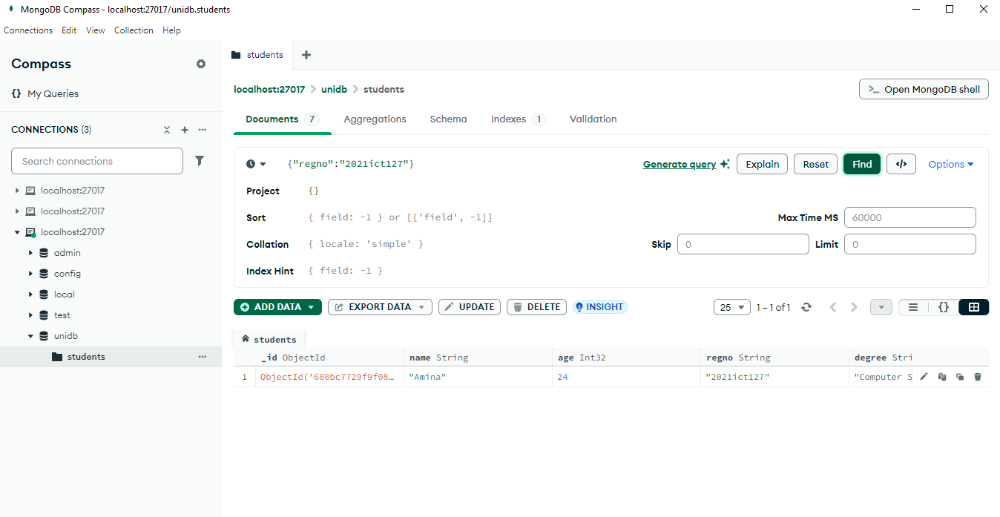 MongoDB Compass - localhost:27017/unidb.students
Connections Edit View Collection Help
Compass
My Queries
CONNECTIONS (3)
Search connections
localhost:27017
localhost:27017
localhost:27017
admin
config
local
test
unidb
students
students
localhost:27017 > unidb > students
Open MongoDB shell
Documents 7 Aggregations Schema Indexes 1 Validation
{"regno":"2021ict127"}
Generate query Explain Reset Find </> Options
Project {}
Sort { field: -1 } or [['field', -1]] Max Time MS 60000
Collation { locale: 'simple' } Skip 0 Limit 0
Index Hint { field: -1 }
ADD DATA EXPORT DATA UPDATE DELETE INSIGHT 25 1 – 1 of 1 {}
students
_id ObjectId name String age Int32 regno String degree Stri
1 ObjectId('680bc7729f9f08… "Amina" 24 "2021ict127" "Computer S